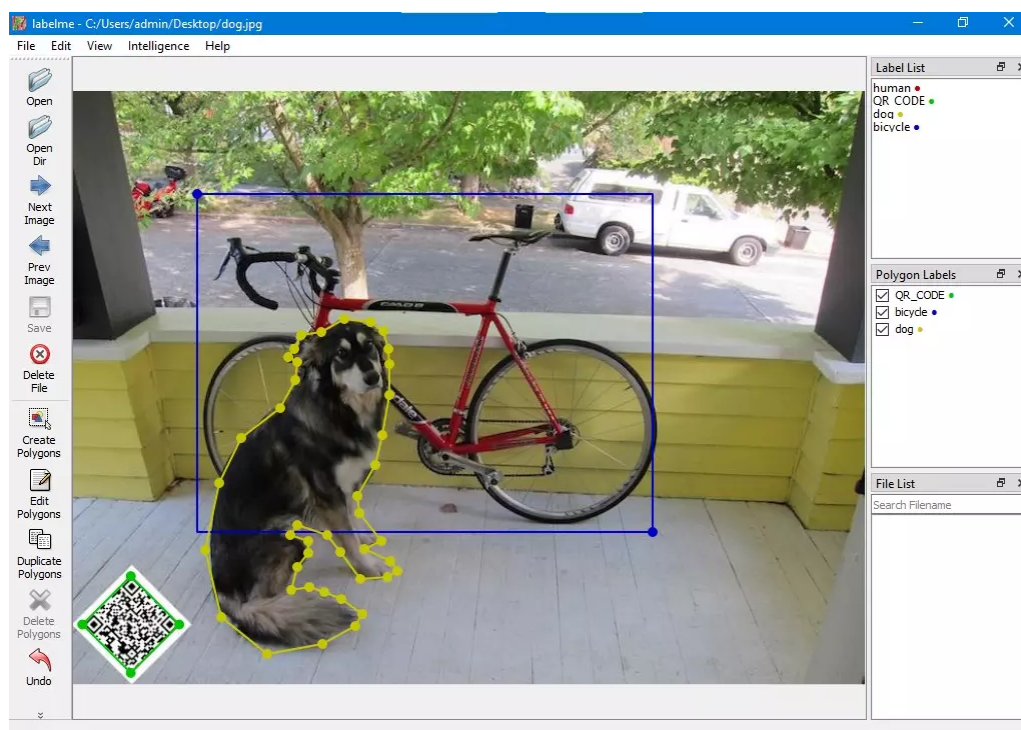 labelme - C:/Users/admin/Desktop/dog.jpg
File Edit View Intelligence Help
Open
Open
Dir
Next
Image
Prev
Image
Save
Delete
File
Create
Polygons
Edit
Polygons
Duplicate
Polygons
Delete
Polygons
Undo
Label List
human
QR_CODE
dog
bicycle
Polygon Labels
QR_CODE
bicycle
dog
File List
Search Filename